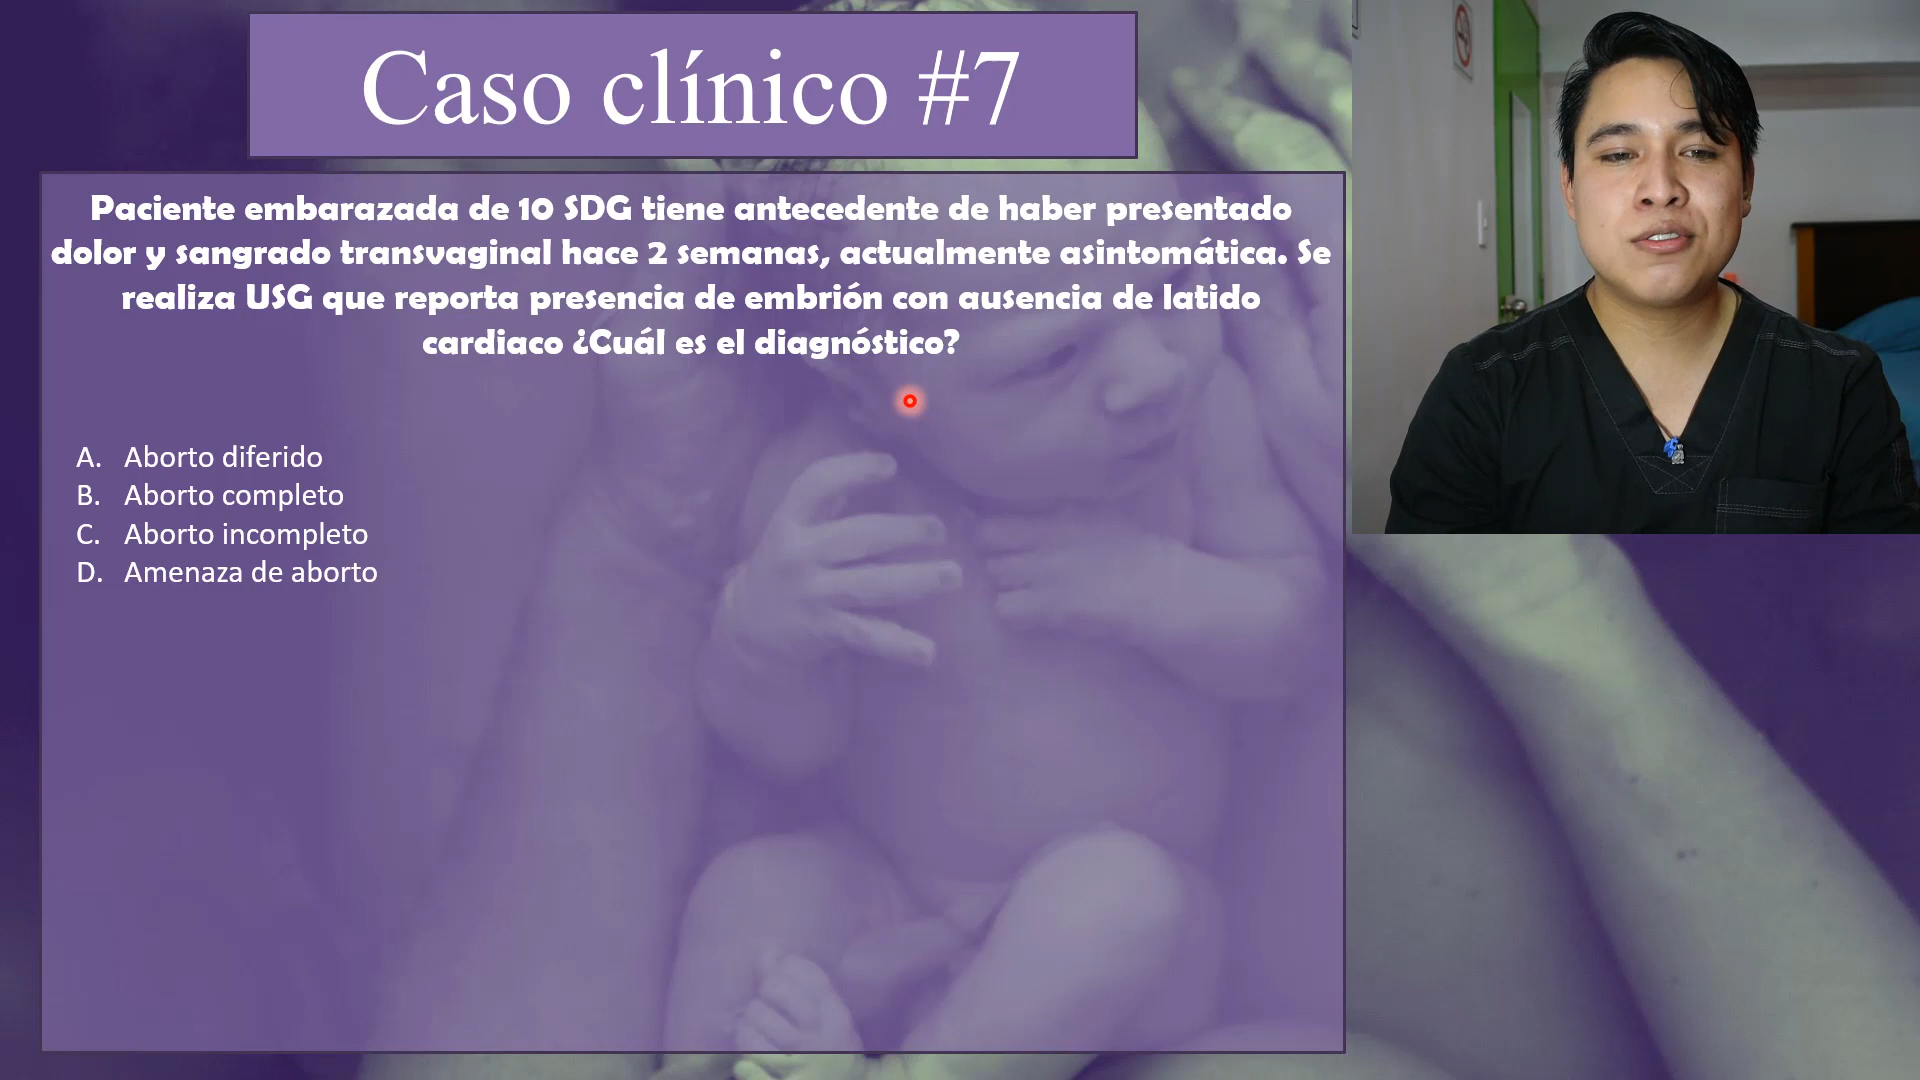 Caso clínico #7
Paciente embarazada de 10 SDG tiene antecedente de haber presentado
dolor y sangrado transvaginal hace 2 semanas, actualmente asintomática. Se
realiza USG que reporta presencia de embrión con ausencia de latido
cardiaco ¿Cuál es el diagnóstico?
A. Aborto diferido
B. Aborto completo
C. Aborto incompleto
D. Amenaza de aborto